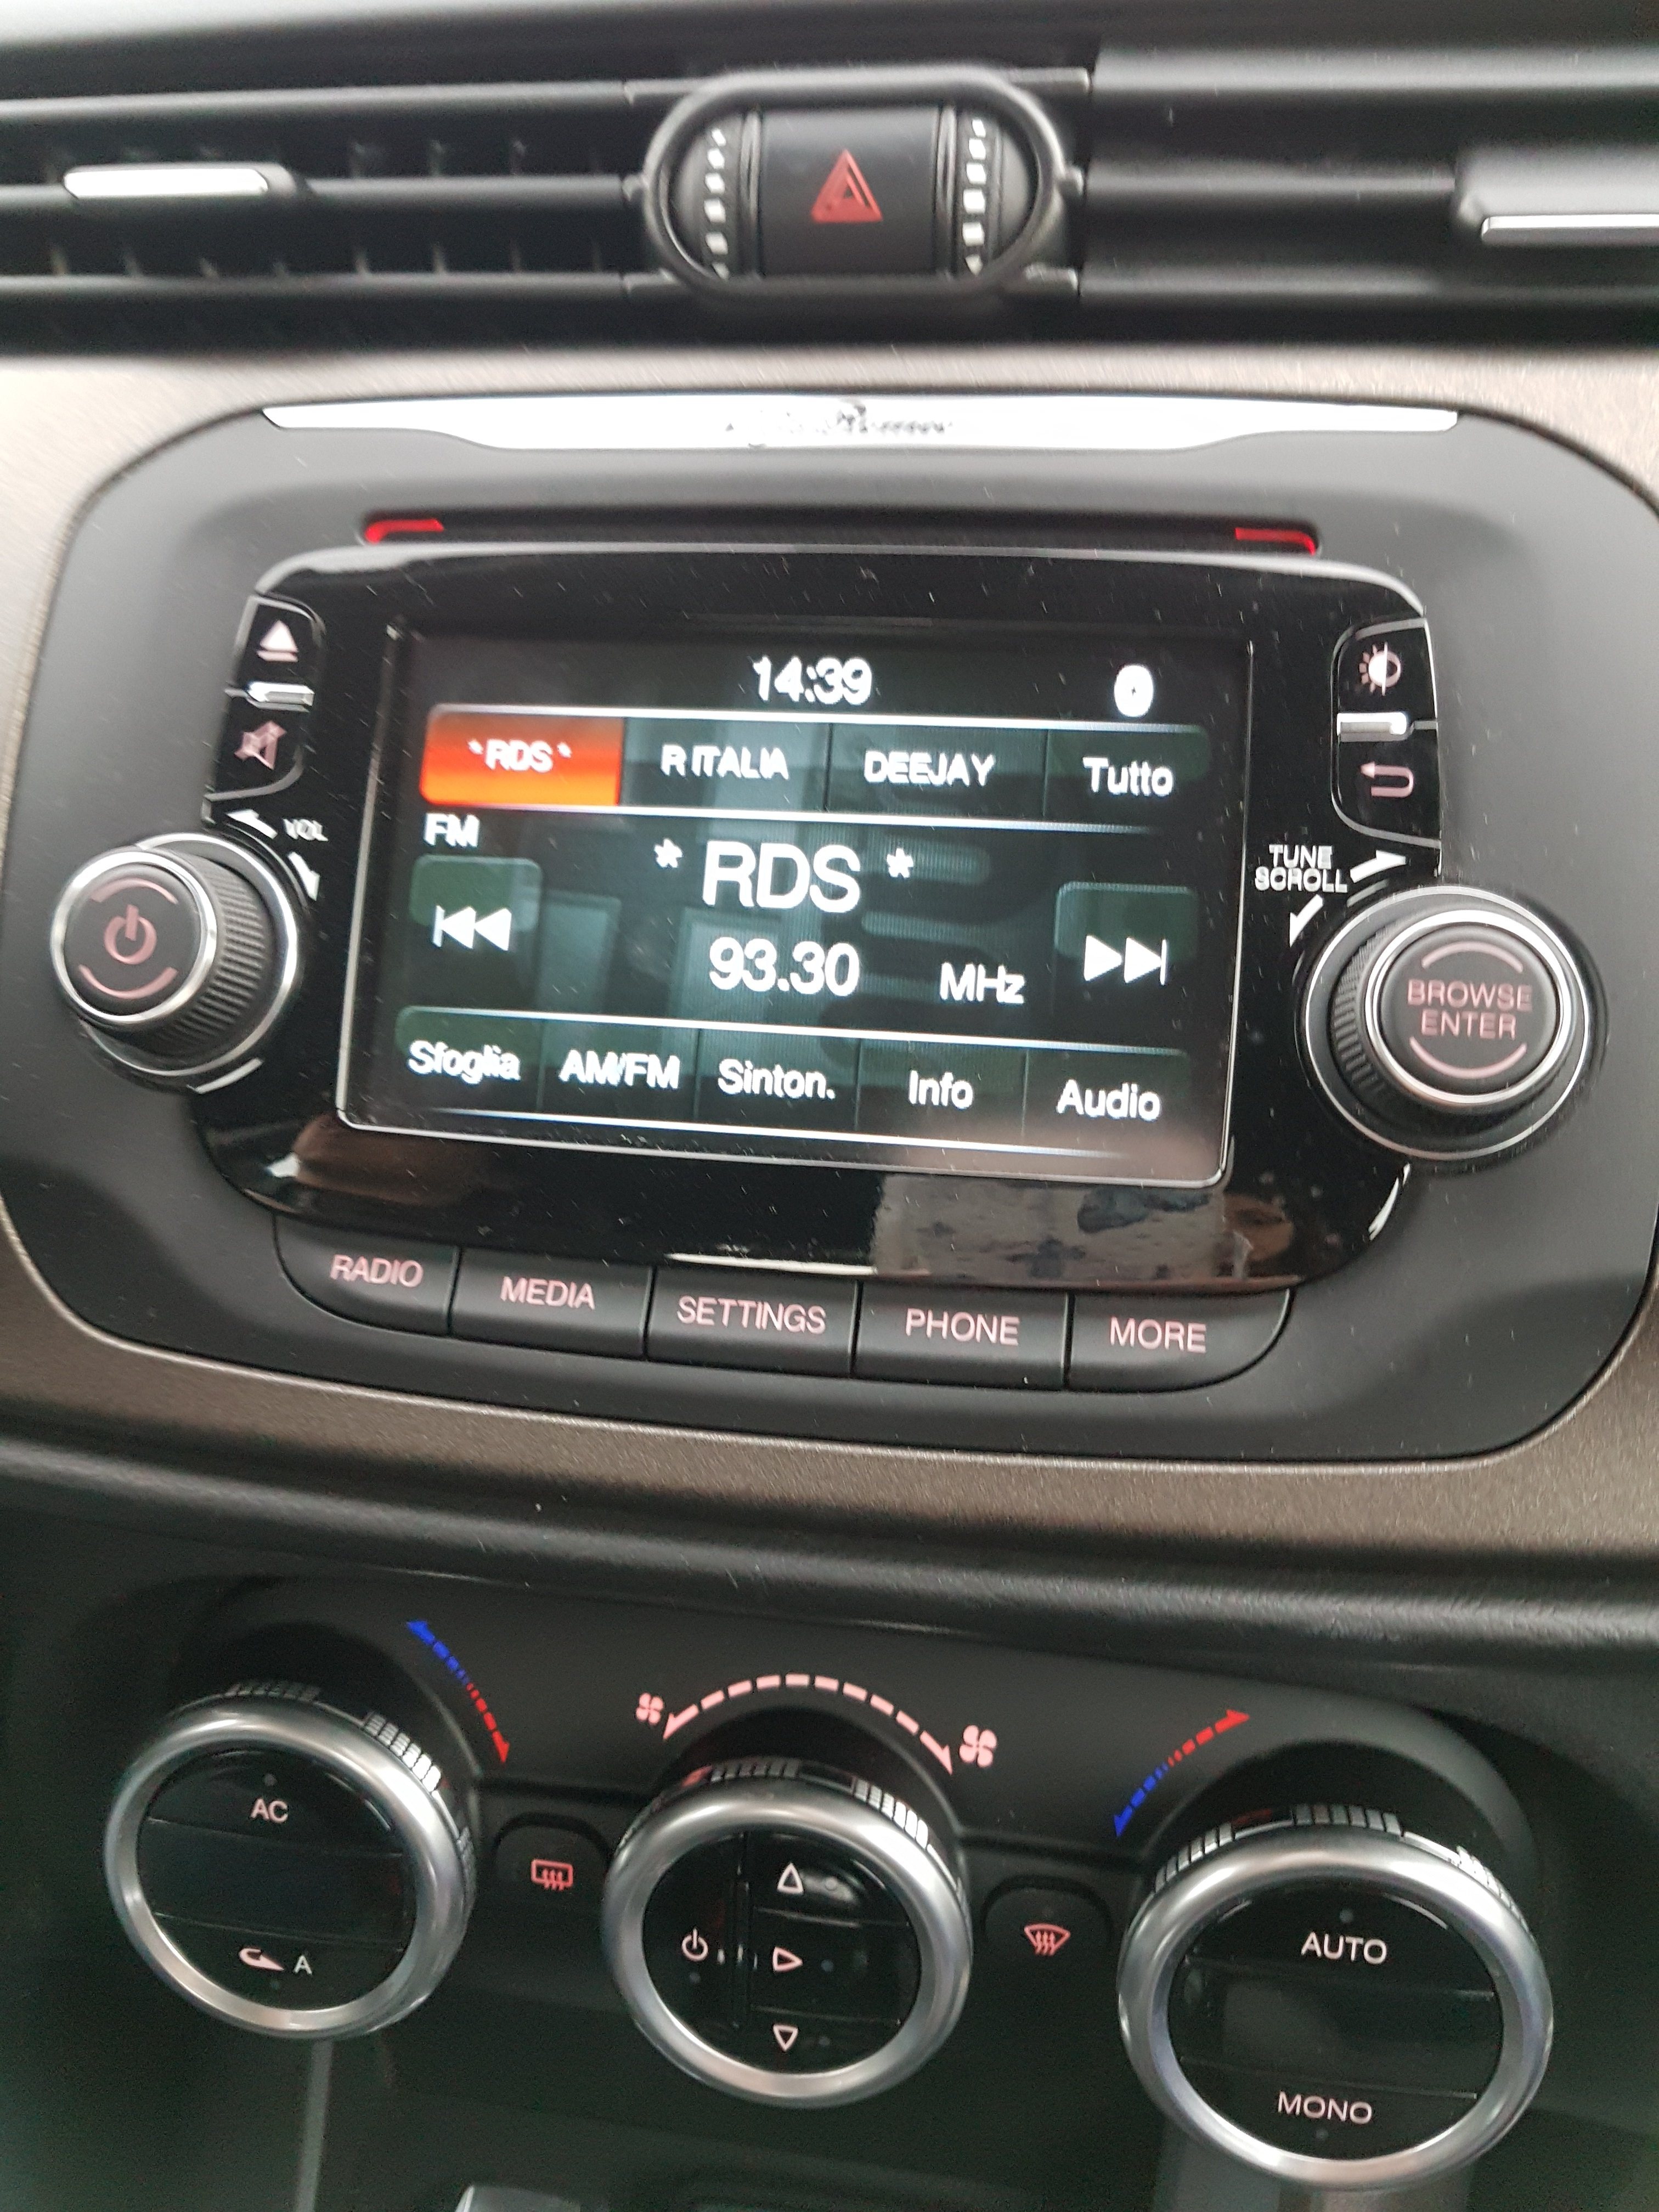 14:39
*RDS* R ITALIA DEEJAY Tutto
FM
* RDS *
93.30 MHz
Sfoglia AM/FM Sinton. Info Audio
VOL
TUNE
SCROLL
BROWSE
ENTER
RADIO MEDIA SETTINGS PHONE MORE
AC
A
AUTO
MONO